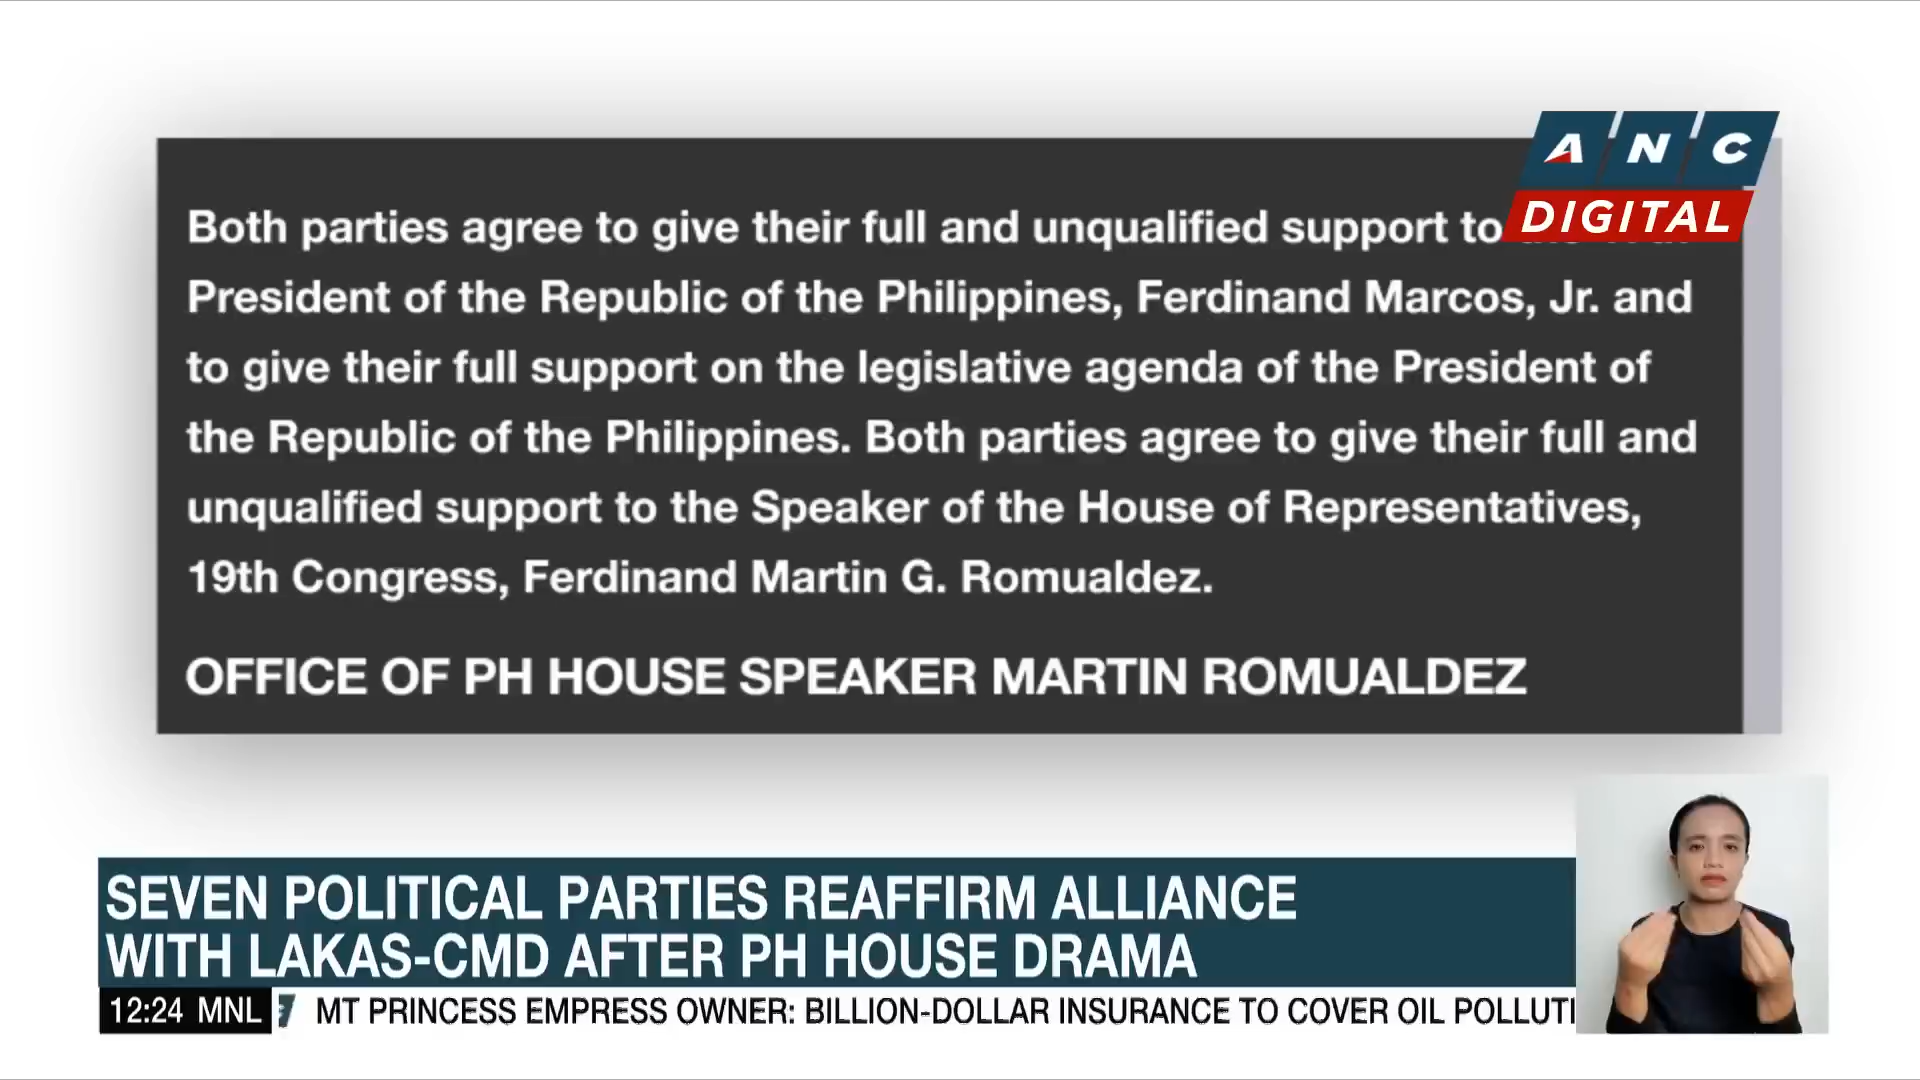 ANC
DIGITAL
Both parties agree to give their full and unqualified support to
President of the Republic of the Philippines, Ferdinand Marcos, Jr. and
to give their full support on the legislative agenda of the President of
the Republic of the Philippines. Both parties agree to give their full and
unqualified support to the Speaker of the House of Representatives,
19th Congress, Ferdinand Martin G. Romualdez.
OFFICE OF PH HOUSE SPEAKER MARTIN ROMUALDEZ
SEVEN POLITICAL PARTIES REAFFIRM ALLIANCE
WITH LAKAS-CMD AFTER PH HOUSE DRAMA
12:24 MNL MT PRINCESS EMPRESS OWNER: BILLION-DOLLAR INSURANCE TO COVER OIL POLLUTI